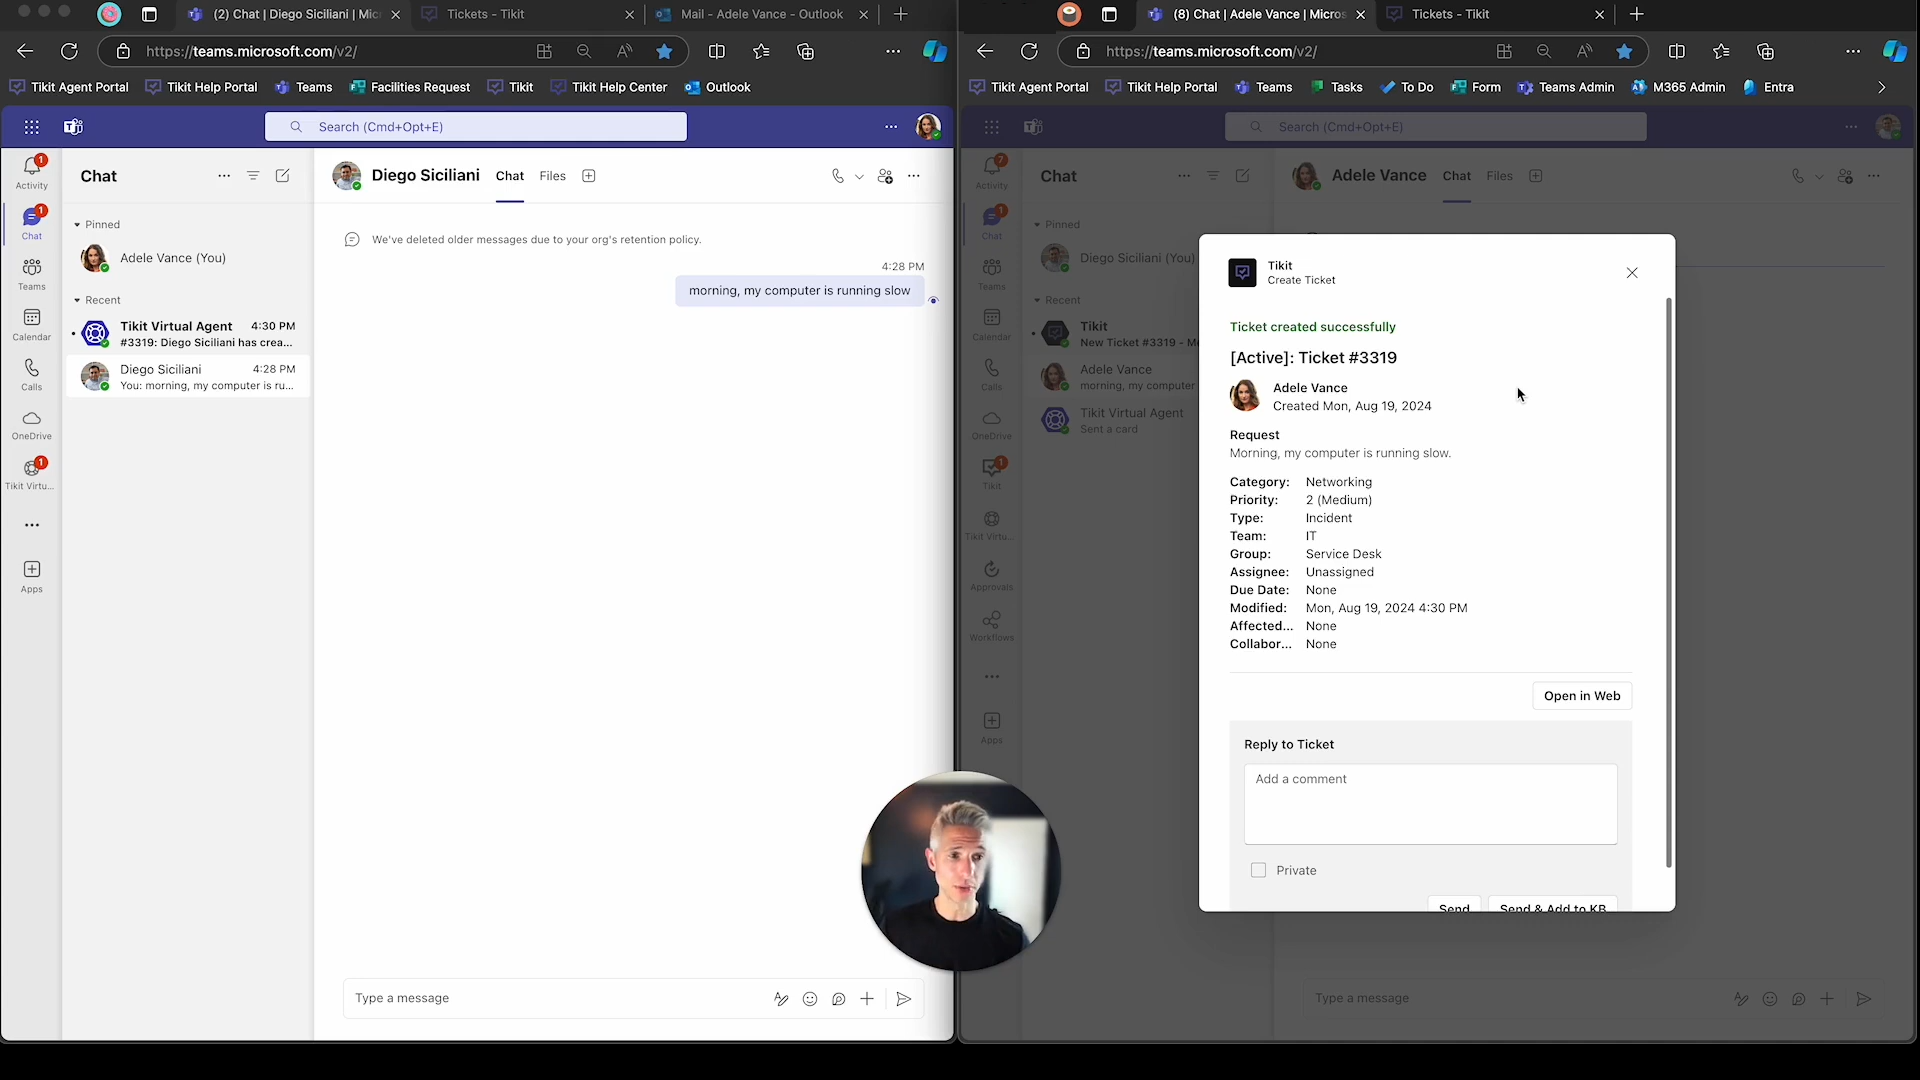 (2) Chat | Diego Siciliani | Mic
Tickets - Tikit
Mail - Adele Vance - Outlook
https://teams.microsoft.com/v2/
Tikit Agent Portal
Tikit Help Portal
Teams
Facilities Request
Tikit
Tikit Help Center
Outlook
Search (Cmd+Opt+E)
1
Activity
1
Chat
Teams
Calendar
Calls
OneDrive
1
Tikit Virtu...
Apps
Chat
Pinned
Adele Vance (You)
Recent
Tikit Virtual Agent 4:30 PM
#3319: Diego Siciliani has crea...
Diego Siciliani 4:28 PM
You: morning, my computer is ru...
Diego Siciliani Chat Files
We've deleted older messages due to your org's retention policy.
4:28 PM
morning, my computer is running slow
Type a message
(8) Chat | Adele Vance | Micros
Tickets - Tikit
https://teams.microsoft.com/v2/
Tikit Agent Portal
Tikit Help Portal
Teams
Tasks
To Do
Form
Teams Admin
M365 Admin
Entra
Search (Cmd+Opt+E)
7
Activity
1
Chat
Teams
Calendar
Calls
OneDrive
1
Tikit
Tikit Virtu...
Approvals
Workflows
Apps
Chat
Pinned
Diego Siciliani (You)
Recent
Tikit
New Ticket #3319 - M
Adele Vance
morning, my computer
Tikit Virtual Agent
Sent a card
Adele Vance Chat Files
Tikit
Create Ticket
Ticket created successfully
[Active]: Ticket #3319
Adele Vance
Created Mon, Aug 19, 2024
Request
Morning, my computer is running slow.
Category: Networking
Priority: 2 (Medium)
Type: Incident
Team: IT
Group: Service Desk
Assignee: Unassigned
Due Date: None
Modified: Mon, Aug 19, 2024 4:30 PM
Affected... None
Collabor... None
Open in Web
Reply to Ticket
Add a comment
Private
Send
Send & Add to KB
Type a message